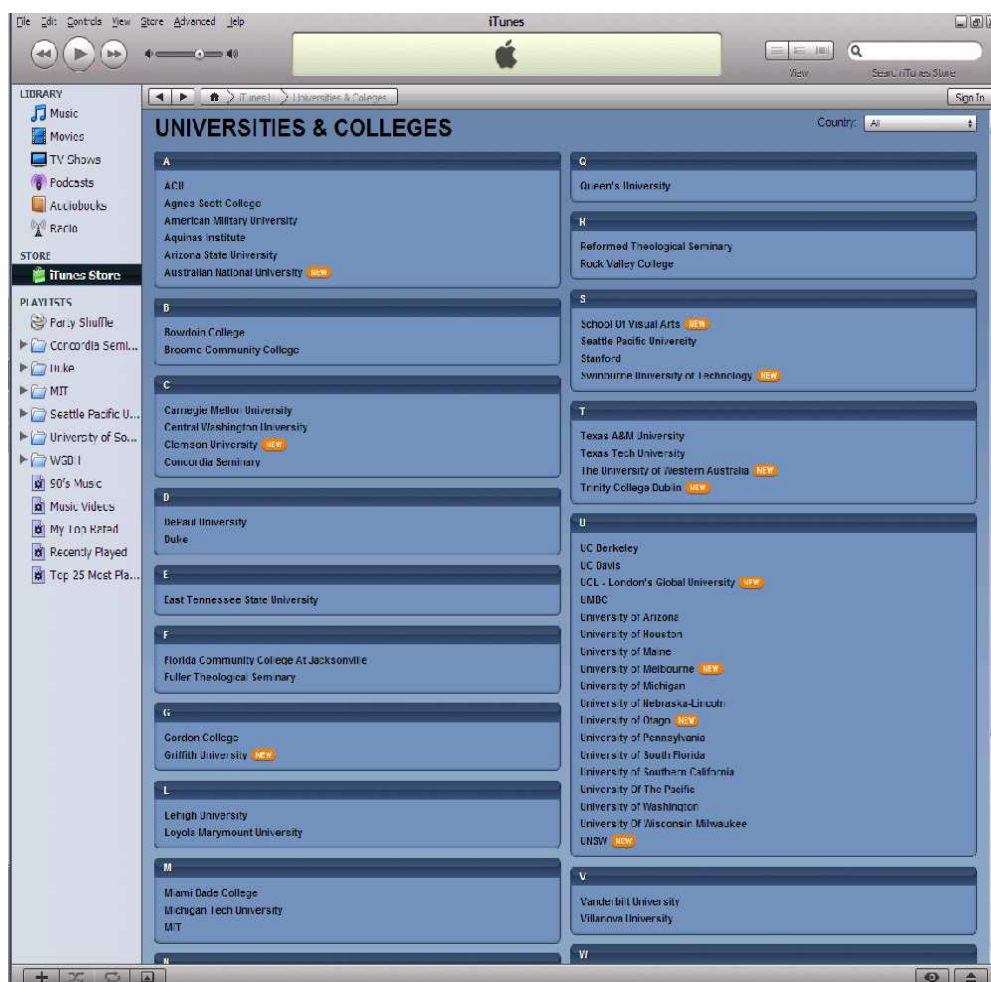 File Edit Controls View Store Advanced Help
iTunes
View
Search iTunes Store
LIBRARY
Music
Movies
TV Shows
Podcasts
Audiobooks
Radio
STORE
iTunes Store
PLAYLISTS
Party Shuffle
Concordia Semi...
Duke
MIT
Seattle Pacific U...
University of So...
WGBH
90's Music
Music Videos
My Top Rated
Recently Played
Top 25 Most Pla...
Universities & Colleges
Sign In
UNIVERSITIES & COLLEGES
Country: All
A
ACU
Agnes Scott College
American Military University
Aquinas Institute
Arizona State University
Australian National University NEW
B
Bowdoin College
Broome Community College
C
Carnegie Mellon University
Central Washington University
Clemson University NEW
Concordia Seminary
D
DePaul University
Duke
E
East Tennessee State University
F
Florida Community College At Jacksonville
Fuller Theological Seminary
G
Gordon College
Griffith University NEW
L
Lehigh University
Loyola Marymount University
M
Miami Dade College
Michigan Tech University
MIT
N
Q
Queen's University
R
Reformed Theological Seminary
Rock Valley College
S
School Of Visual Arts NEW
Seattle Pacific University
Stanford
Swinburne University of Technology NEW
T
Texas A&M University
Texas Tech University
The University of Western Australia NEW
Trinity College Dublin NEW
U
UC Berkeley
UC Davis
UCL - London's Global University NEW
UMBC
University of Arizona
University of Houston
University of Maine
University of Melbourne NEW
University of Michigan
University of Nebraska-Lincoln
University of Otago NEW
University of Pennsylvania
University of South Florida
University of Southern California
University Of The Pacific
University of Washington
University Of Wisconsin Milwaukee
UNSW NEW
V
Vanderbilt University
Villanova University
W